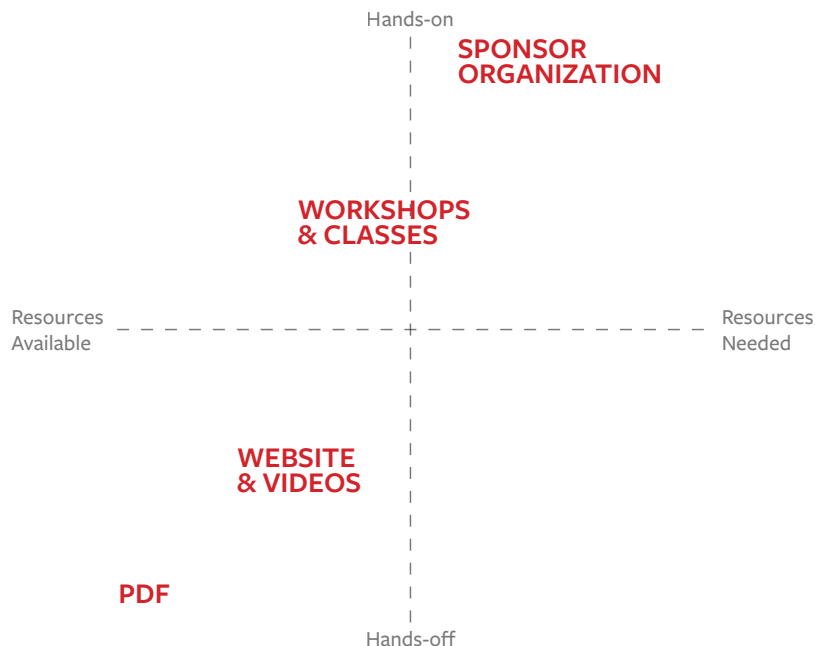 Hands-on
SPONSOR
ORGANIZATION
WORKSHOPS
& CLASSES
Resources
Available
Resources
Needed
WEBSITE
& VIDEOS
PDF
Hands-off